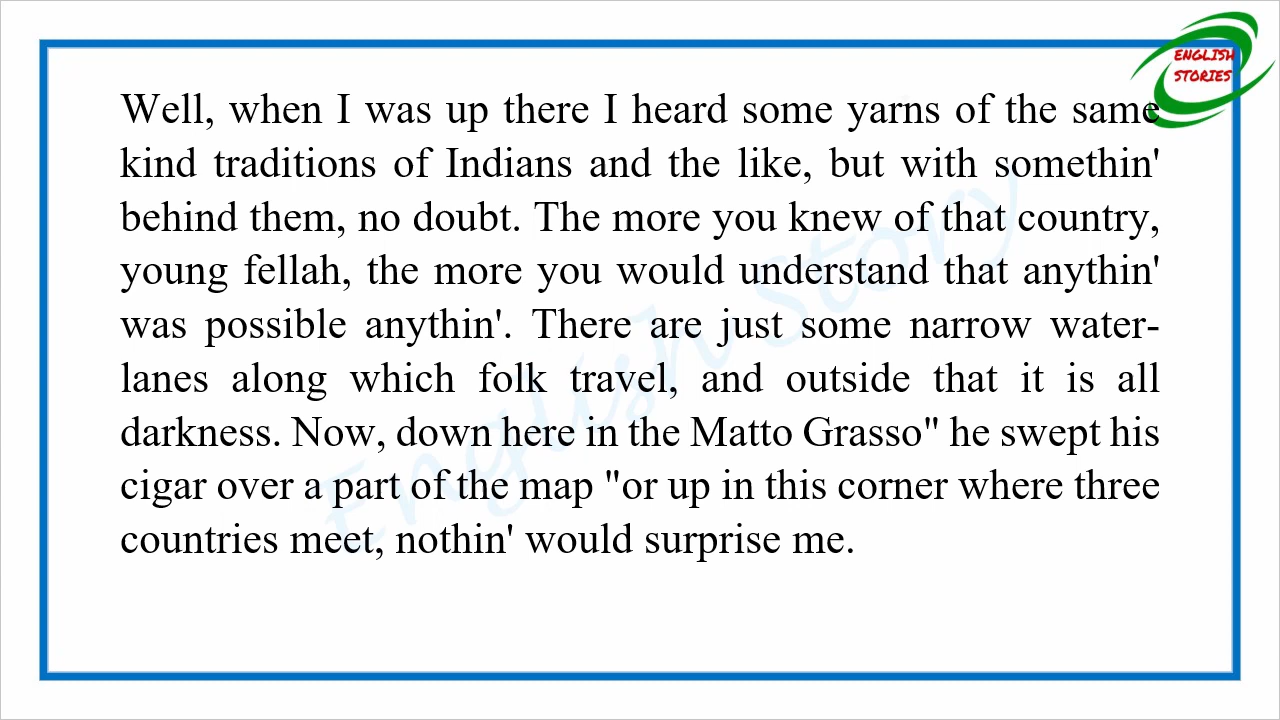 ENGLISH
STORIES
Well, when I was up there I heard some yarns of the same
kind traditions of Indians and the like, but with somethin'
behind them, no doubt. The more you knew of that country,
young fellah, the more you would understand that anythin'
was possible anythin'. There are just some narrow water-
lanes along which folk travel, and outside that it is all
darkness. Now, down here in the Matto Grasso" he swept his
cigar over a part of the map "or up in this corner where three
countries meet, nothin' would surprise me.
English Story